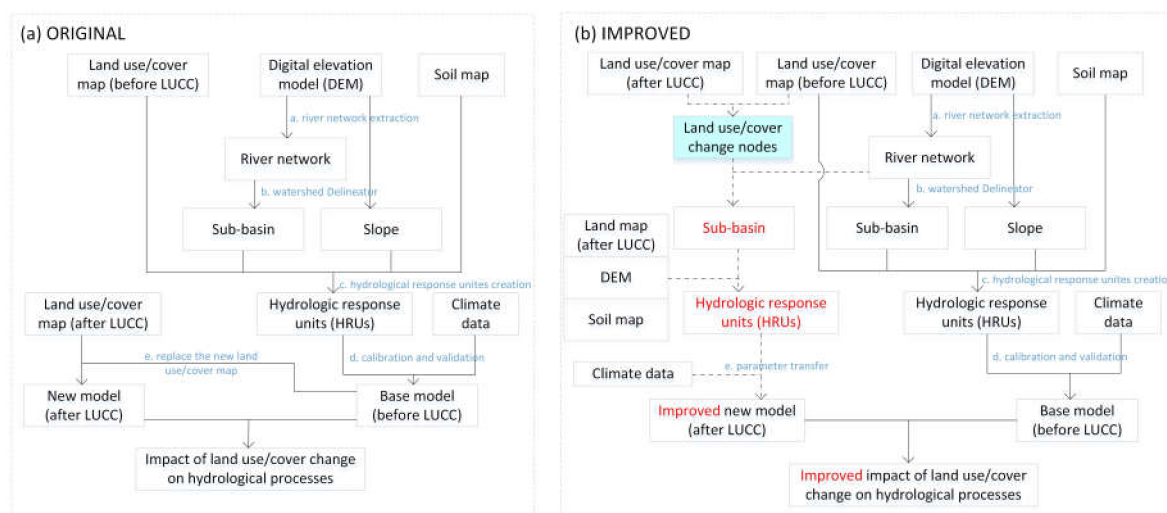 (a) ORIGINAL
Land use/cover
map (before LUCC)
Digital elevation
model (DEM)
Soil map
a. river network extraction
River network
b. watershed Delineator
Sub-basin
Slope
c. hydrological response unites creation
Land use/cover
map (after LUCC)
Hydrologic response
units (HRUs)
Climate
data
e. replace the new land
use/cover map
d. calibration and validation
New model
(after LUCC)
Base model
(before LUCC)
Impact of land use/cover change
on hydrological processes
(b) IMPROVED
Land use/cover map
(after LUCC)
Land use/cover
map (before LUCC)
Digital elevation
model (DEM)
Soil map
a. river network extraction
Land use/cover
change nodes
River network
b. watershed Delineator
Land map
(after LUCC)
Sub-basin
Sub-basin
Slope
DEM
c. hydrological response unites creation
Soil map
Hydrologic response
units (HRUs)
Hydrologic response
units (HRUs)
Climate
data
d. calibration and validation
Climate data
e. parameter transfer
Improved new model
(after LUCC)
Base model
(before LUCC)
Improved impact of land use/cover
change on hydrological processes